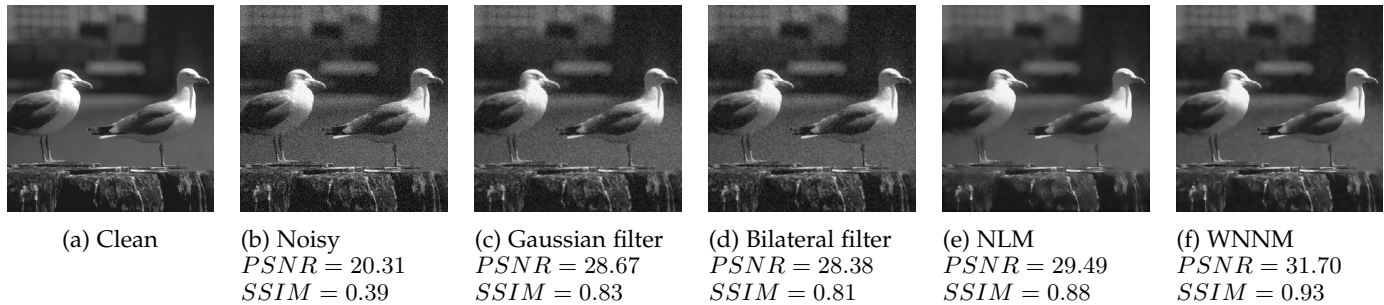 (a) Clean
(b) Noisy
PSNR = 20.31
SSIM = 0.39
(c) Gaussian filter
PSNR = 28.67
SSIM = 0.83
(d) Bilateral filter
PSNR = 28.38
SSIM = 0.81
(e) NLM
PSNR = 29.49
SSIM = 0.88
(f) WNNM
PSNR = 31.70
SSIM = 0.93